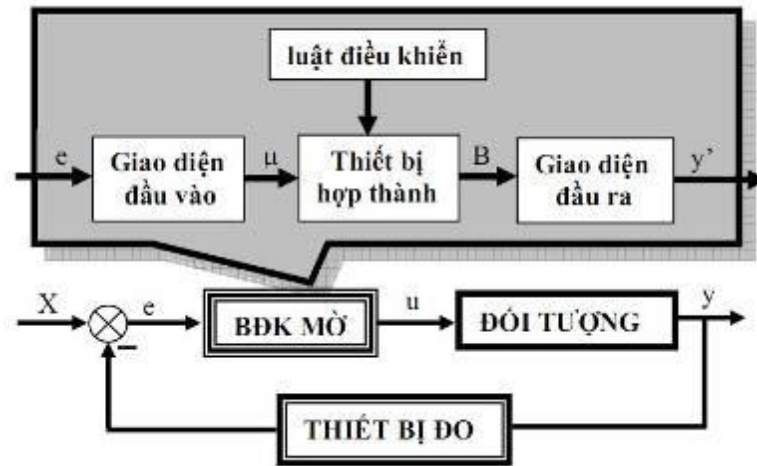 luật điều khiển
e
Giao diện
đầu vào
μ
Thiết bị
hợp thành
B
Giao diện
đầu ra
y’
X
e
BĐK MỜ
u
ĐỐI TƯỢNG
y
THIẾT BỊ ĐO